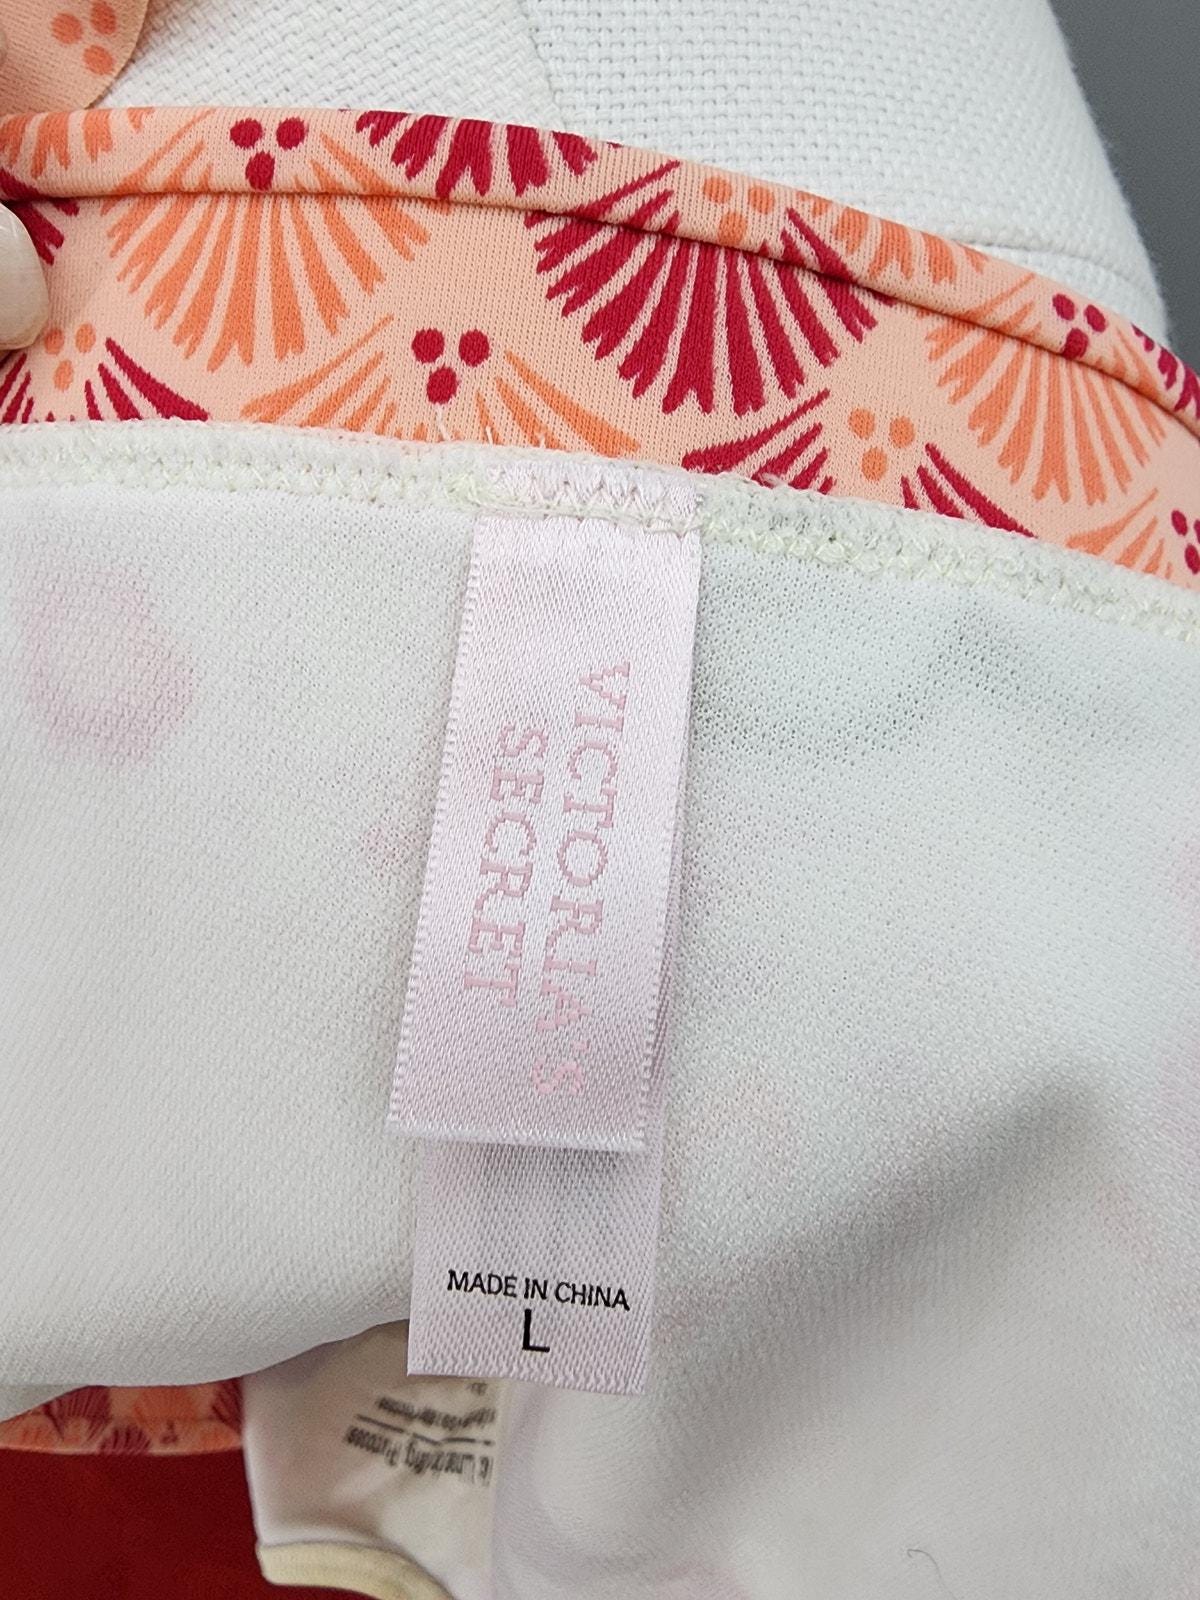 VICTORIA'S
SECRET
MADE IN CHINA
L